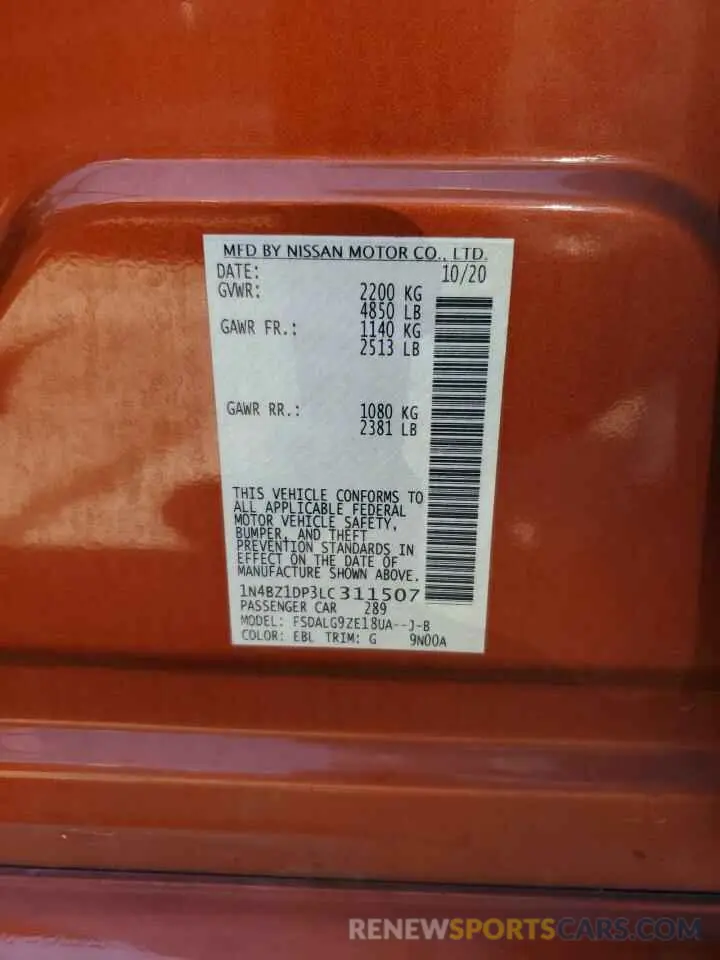 MFD BY NISSAN MOTOR CO., LTD.
DATE: 10/20
GVWR: 2200 KG
4850 LB
GAWR FR.: 1140 KG
2513 LB
GAWR RR.: 1080 KG
2381 LB
THIS VEHICLE CONFORMS TO
ALL APPLICABLE FEDERAL
MOTOR VEHICLE SAFETY,
BUMPER, AND THEFT
PREVENTION STANDARDS IN
EFFECT ON THE DATE OF
MANUFACTURE SHOWN ABOVE.
1N4BZ1DP3LC311507
PASSENGER CAR 289
MODEL: FSDALG9ZE18UA--J-B
COLOR: EBL TRIM: G 9N00A
RENEWSPORTSCARS.COM